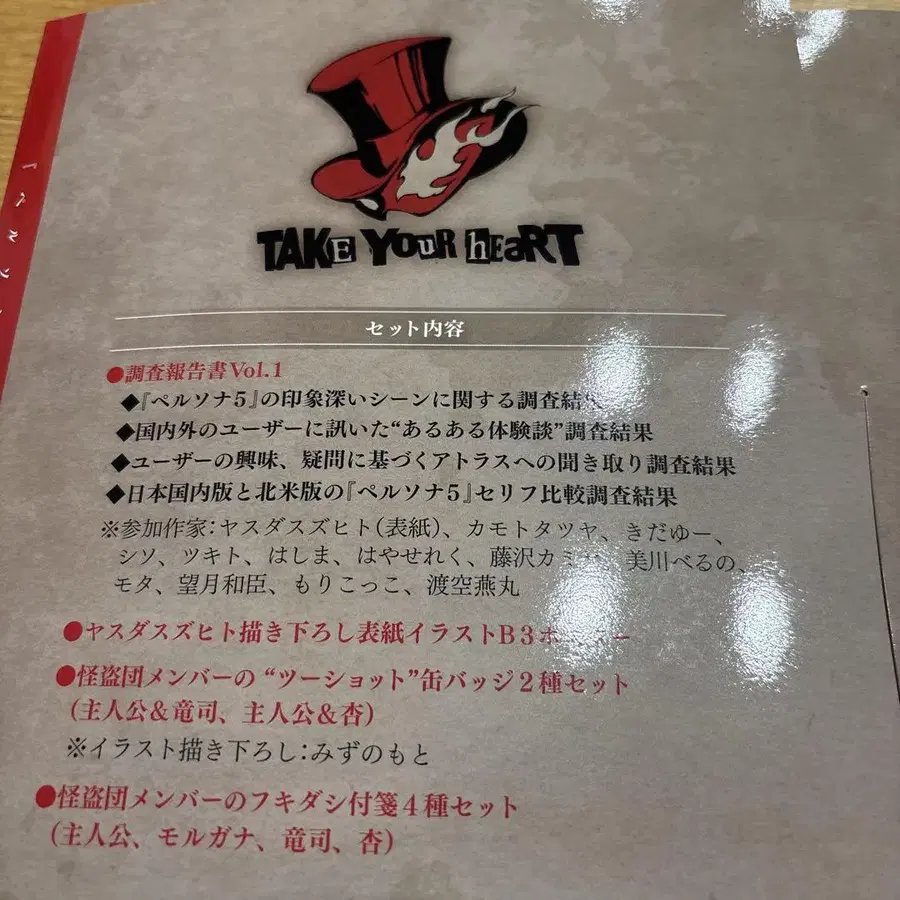 TAKE YOUR HEART
セット内容
●調査報告書Vol.1
◆『ペルソナ5』の印象深いシーンに関する調査結
◆国内外のユーザーに訊いた“あるある体験談”調査結果
◆ユーザーの興味、疑問に基づくアトラスへの聞き取り調査結果
◆日本国内版と北米版の『ペルソナ5』セリフ比較調査結果
※参加作家:ヤスダスズヒト(表紙)、カモトタツヤ、きだゆー、
シソ、ツキト、はしま、はやせれく、藤沢カミ、美川べるの、
モタ、望月和臣、もりこっこ、渡空燕丸
●ヤスダスズヒト描き下ろし表紙イラストB3
●怪盗団メンバーの“ツーショット”缶バッジ2種セット
(主人公&竜司、主人公&杏)
※イラスト描き下ろし:みずのもと
●怪盗団メンバーのフキダシ付箋4種セット
(主人公、モルガナ、竜司、杏)
『ペルソ